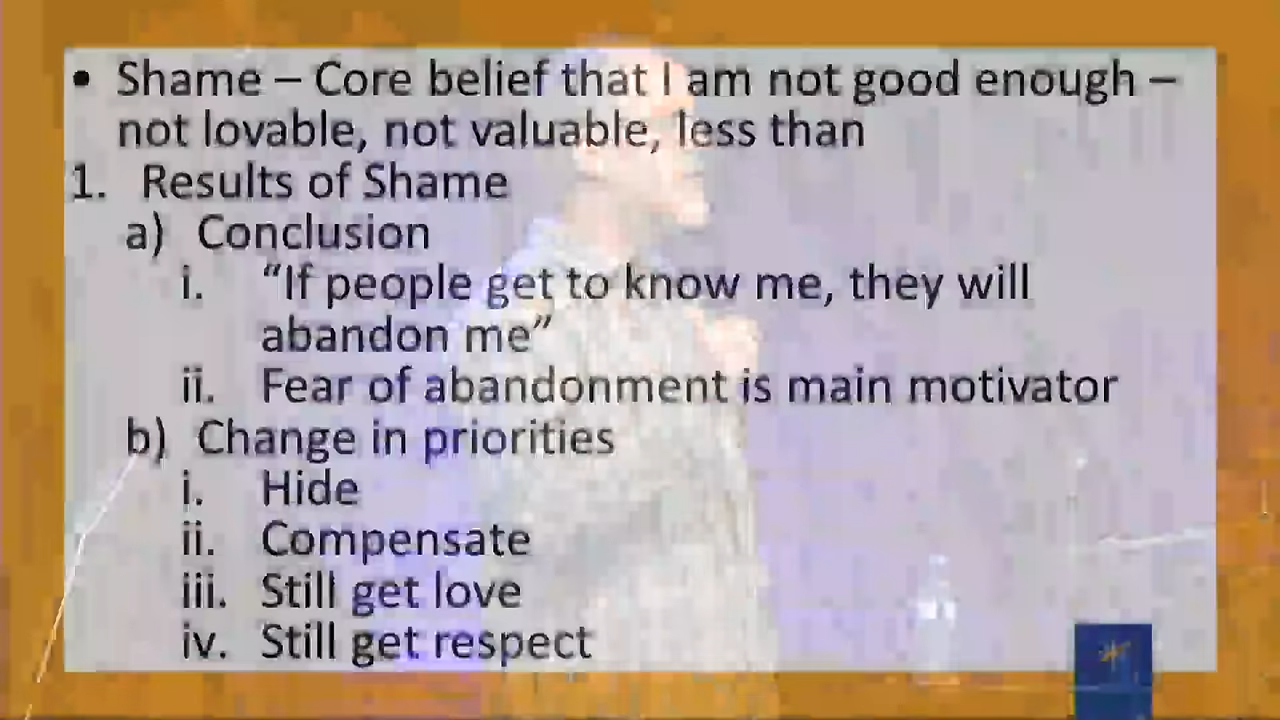 • Shame – Core belief that I am not good enough –
not lovable, not valuable, less than
1. Results of Shame
a) Conclusion
i. “If people get to know me, they will
abandon me”
ii. Fear of abandonment is main motivator
b) Change in priorities
i. Hide
ii. Compensate
iii. Still get love
iv. Still get respect